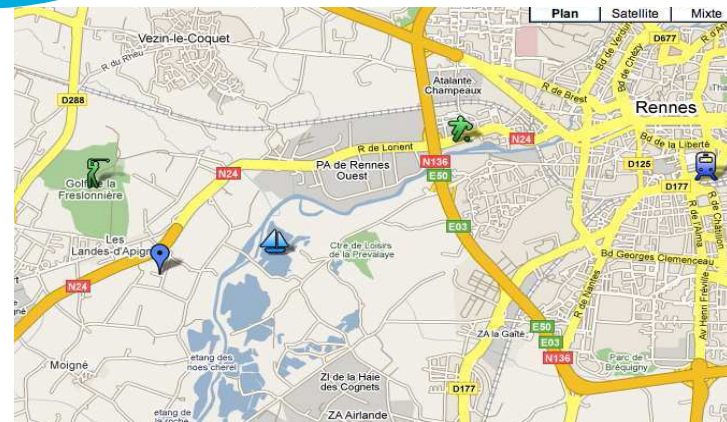 Plan Satellite Mixte
Vezin-le-Coquet
R du Rheu
D677
Bd de Verdun
Bd de Chézy
Atalante
Champeaux
R de Brest
D288
Rennes
N24
R de Lorient
Bd de la Liberté
PA de Rennes
Ouest
N136
E50
D125
D177
N24
Golf de la
Freslonnière
Les
Landes-d'Apigné
E03
Ctre de Loisirs
de la Prévalaye
R de l'Alma
R de Châtillon
Bd Georges Clemenceau
N24
R de Nantes
Av Henri Fréville
E50
E03
N136
ZA la Gaîté
Moigné
etang des
noes cherel
Parc de
Bréquigny
ZI de la Haie
des Cognets
D177
etang de
la roche
ZA Airlande